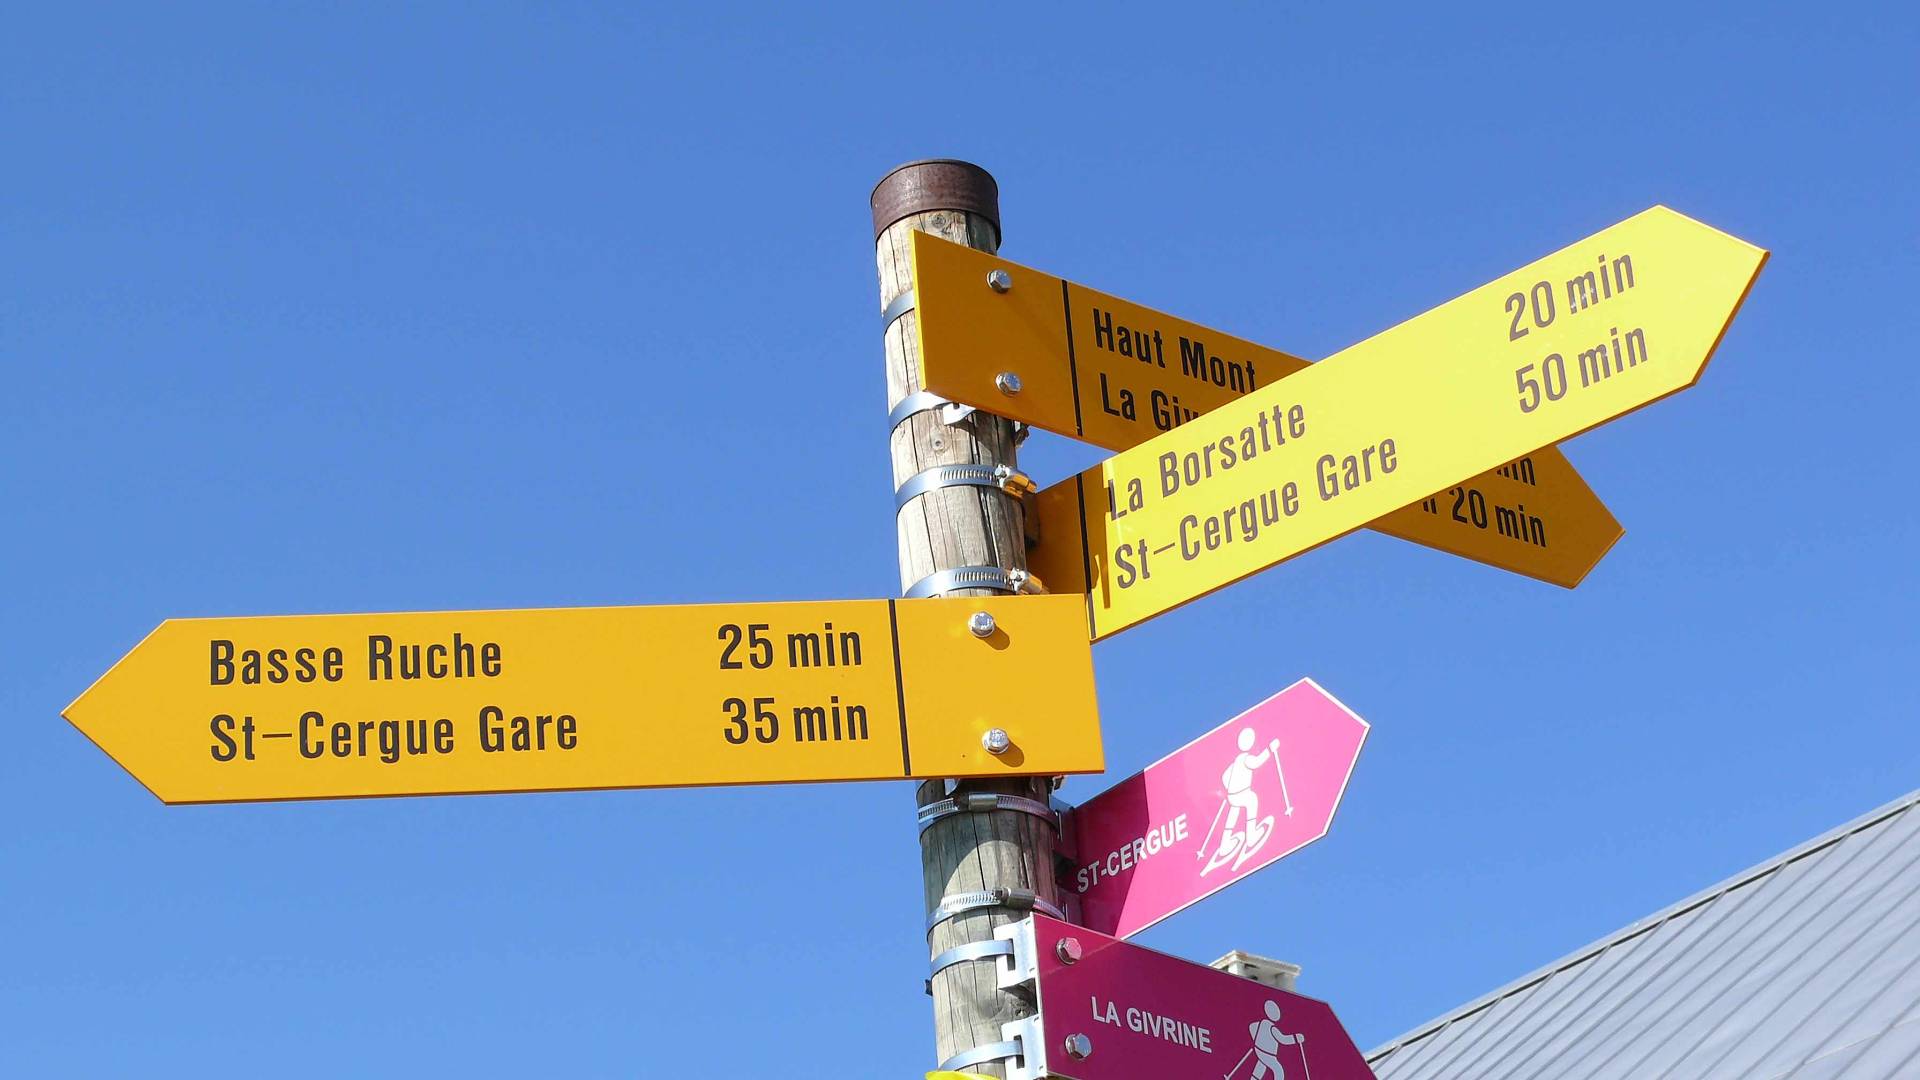 Haut Mont
La
20 min
La Borsatte 20 min
St-Cergue Gare 50 min
Basse Ruche 25 min
St-Cergue Gare 35 min
ST-CERGUE
LA GIVRINE